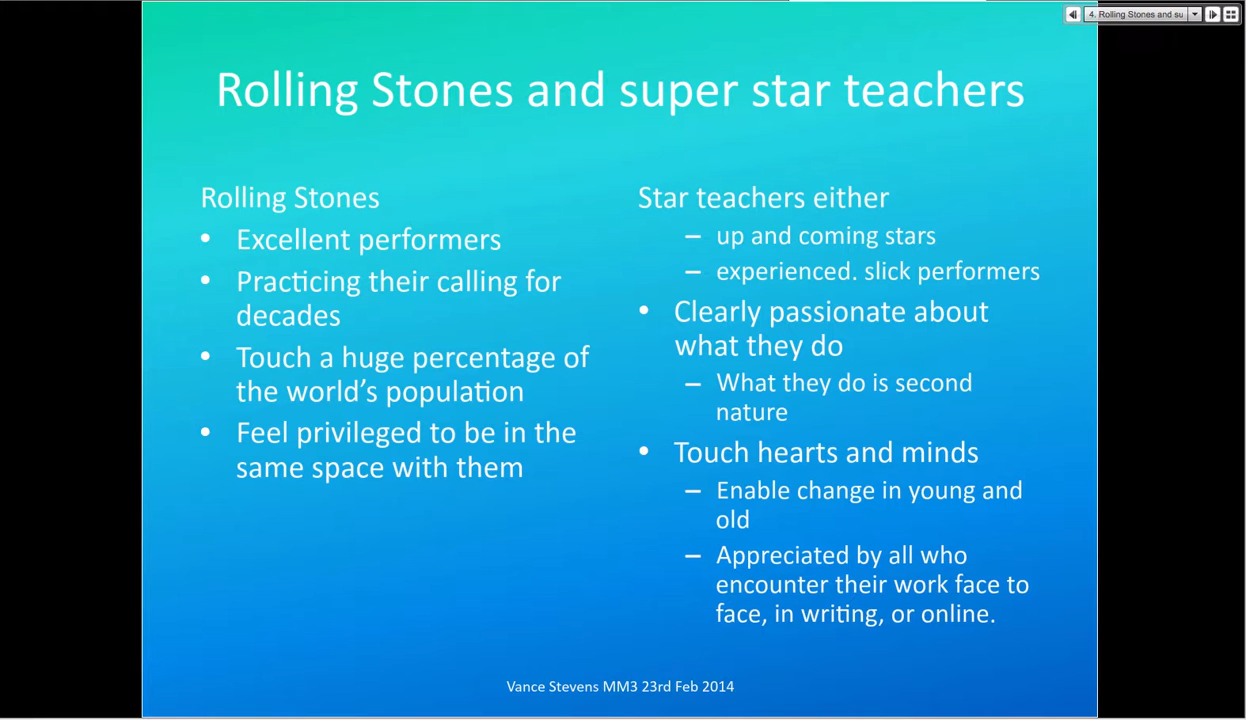 4. Rolling Stones and su
Rolling Stones and super star teachers
Rolling Stones
• Excellent performers
• Practicing their calling for
decades
• Touch a huge percentage of
the world's population
• Feel privileged to be in the
same space with them
Star teachers either
– up and coming stars
– experienced. slick performers
• Clearly passionate about
what they do
– What they do is second
nature
• Touch hearts and minds
– Enable change in young and
old
– Appreciated by all who
encounter their work face to
face, in writing, or online.
Vance Stevens MM3 23rd Feb 2014